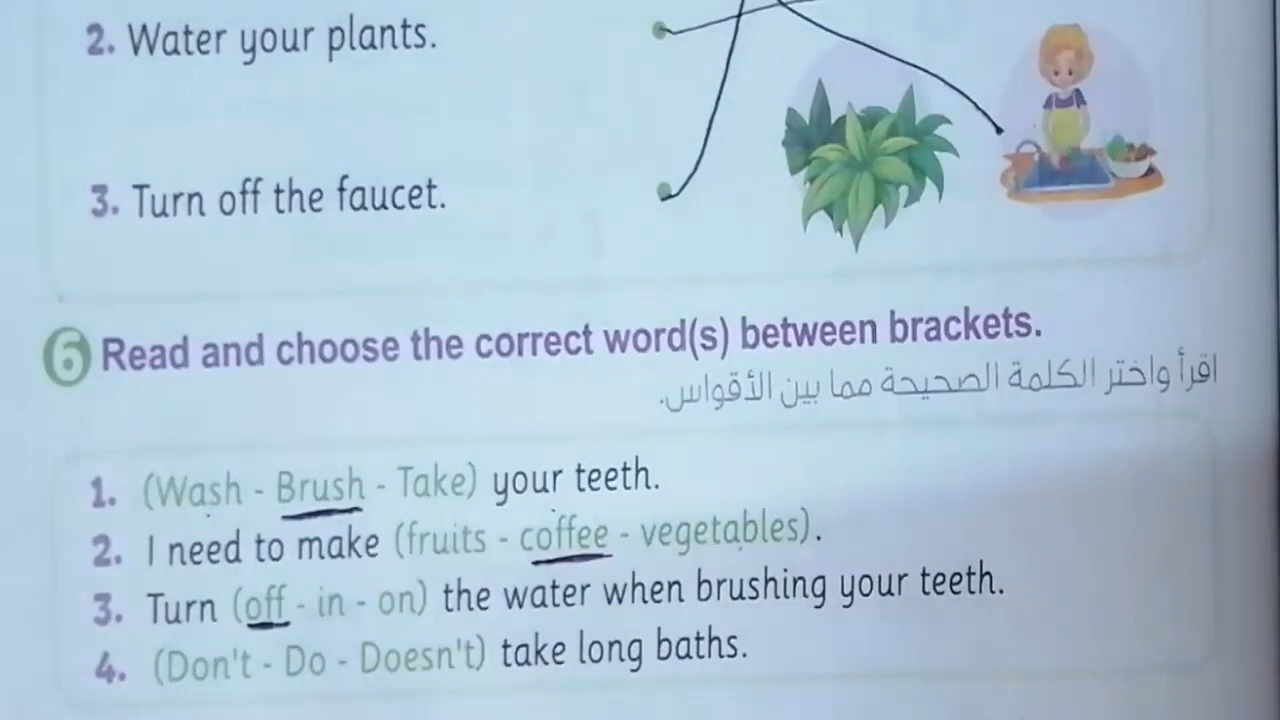 2. Water your plants.
3. Turn off the faucet.
6 Read and choose the correct word(s) between brackets.
اقرأ واختر الكلمة الصحيحة مما بين الأقواس.
1. (Wash - Brush - Take) your teeth.
2. I need to make (fruits - coffee - vegetables).
3. Turn (off - in - on) the water when brushing your teeth.
4. (Don't - Do - Doesn't) take long baths.